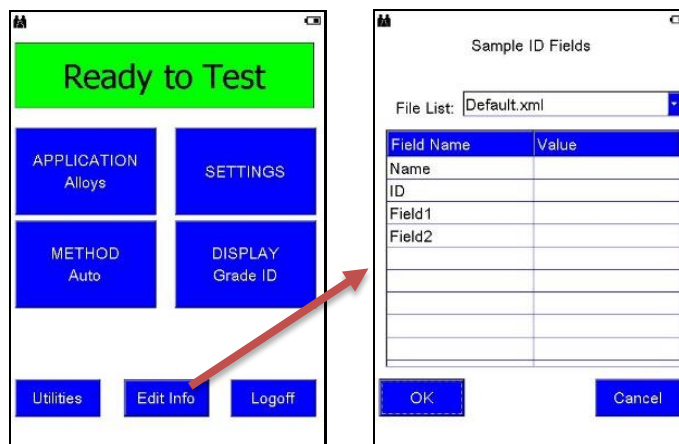 Ready to Test
APPLICATION
Alloys
SETTINGS
METHOD
Auto
DISPLAY
Grade ID
Utilities
Edit Info
Logoff
Sample ID Fields
File List: Default.xml
Field Name Value
Name
ID
Field1
Field2
OK
Cancel